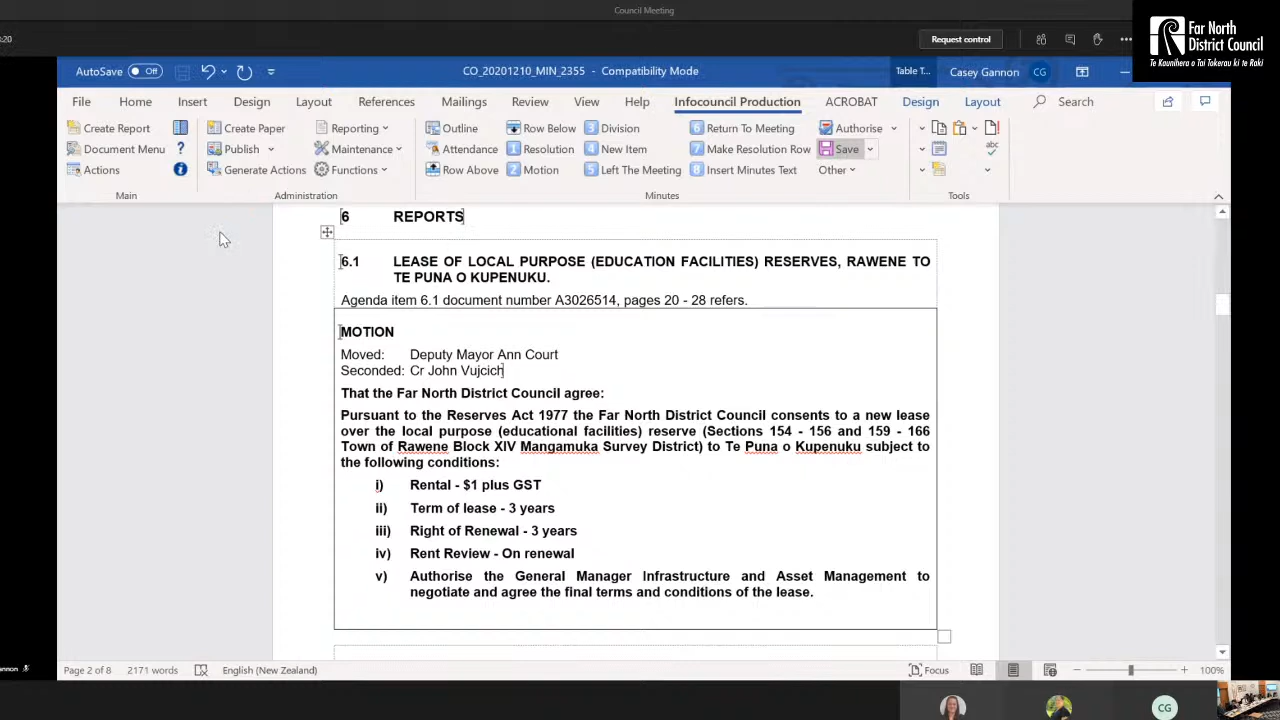 Council Meeting
:20
Request control
Far North
District Council
Te Kaunihera o Tai Tokerau ki te Raki
AutoSave Off
CO_20201210_MIN_2355 - Compatibility Mode
Table T...
Casey Gannon CG
File Home Insert Design Layout References Mailings Review View Help Infocouncil Production ACROBAT Design Layout Search
Create Report Create Paper Reporting Outline Row Below 3 Division 6 Return To Meeting Authorise
Document Menu ? Publish Maintenance Attendance 1 Resolution 4 New Item 7 Make Resolution Row Save abc
Actions Generate Actions Functions Row Above 2 Motion 5 Left The Meeting 8 Insert Minutes Text Other
Main Administration Minutes Tools
6 REPORTS
6.1 LEASE OF LOCAL PURPOSE (EDUCATION FACILITIES) RESERVES, RAWENE TO
TE PUNA O KUPENUKU.
Agenda item 6.1 document number A3026514, pages 20 - 28 refers.
MOTION
Moved: Deputy Mayor Ann Court
Seconded: Cr John Vujcich
That the Far North District Council agree:
Pursuant to the Reserves Act 1977 the Far North District Council consents to a new lease
over the local purpose (educational facilities) reserve (Sections 154 - 156 and 159 - 166
Town of Rawene Block XIV Mangamuka Survey District) to Te Puna o Kupenuku subject to
the following conditions:
i) Rental - $1 plus GST
ii) Term of lease - 3 years
iii) Right of Renewal - 3 years
iv) Rent Review - On renewal
v) Authorise the General Manager Infrastructure and Asset Management to
negotiate and agree the final terms and conditions of the lease.
annon
Page 2 of 8 2171 words English (New Zealand) Focus 100%
CG